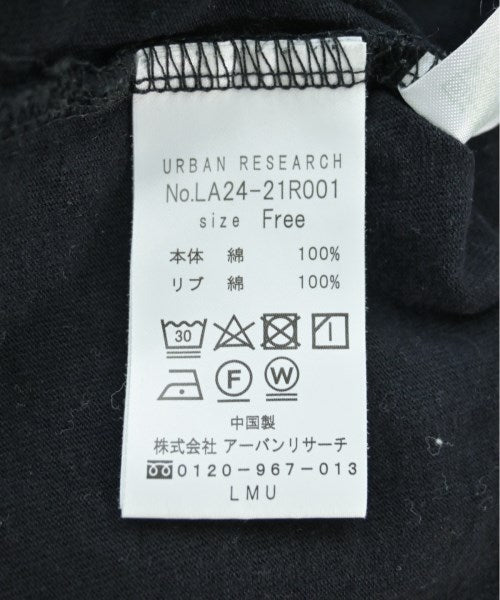 URBAN RESEARCH
No.LA24-21R001
size Free
本体 綿 100%
リブ 綿 100%
30
F W
中国製
株式会社 アーバンリサーチ
0120-967-013
LMU